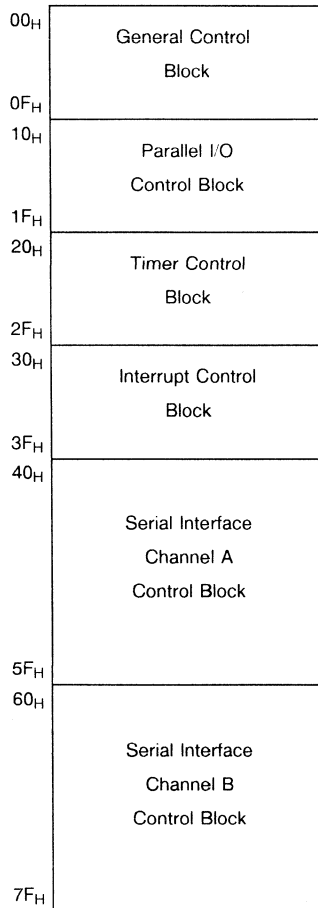 00H
General Control
Block
0FH
10H
Parallel I/O
Control Block
1FH
20H
Timer Control
Block
2FH
30H
Interrupt Control
Block
3FH
40H
Serial Interface
Channel A
Control Block
5FH
60H
Serial Interface
Channel B
Control Block
7FH